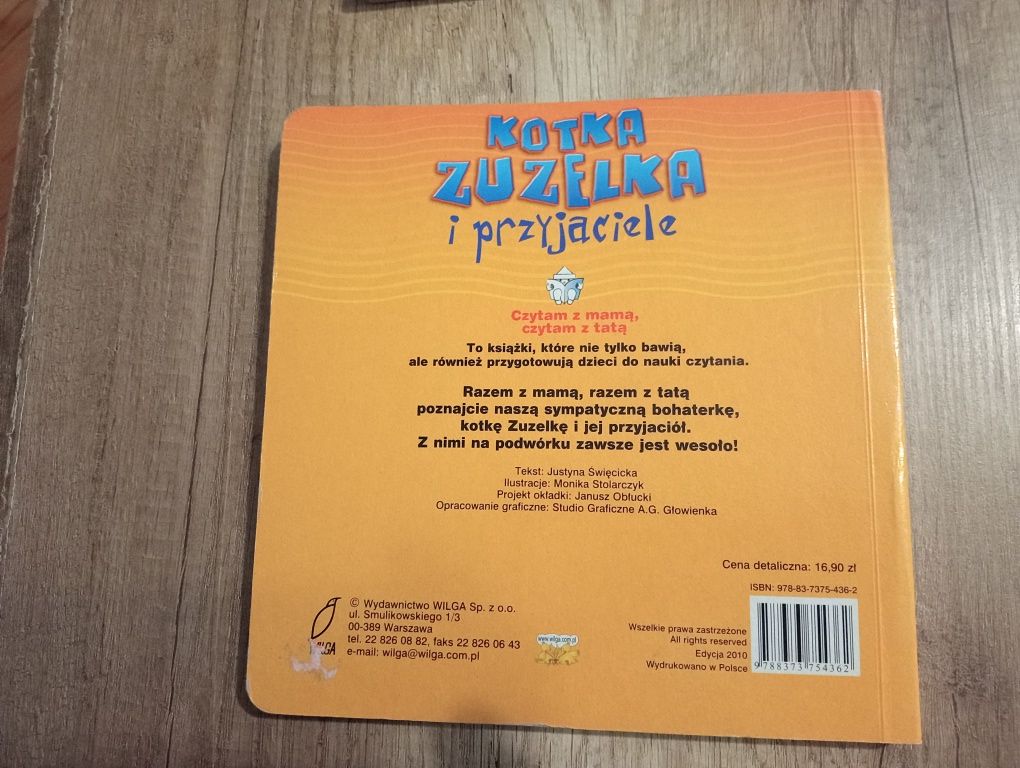 KOTKA
ZUZELKA
i przyjaciele
Czytam z mamą,
czytam z tatą
To książki, które nie tylko bawią,
ale również przygotowują dzieci do nauki czytania.
Razem z mamą, razem z tatą
poznajcie naszą sympatyczną bohaterkę,
kotkę Zuzelkę i jej przyjaciół.
Z nimi na podwórku zawsze jest wesoło!
Tekst: Justyna Święcicka
Ilustracje: Monika Stolarczyk
Projekt okładki: Janusz Obłucki
Opracowanie graficzne: Studio Graficzne A.G. Głowienka
Cena detaliczna: 16,90 zł
ISBN: 978-83-7375-436-2
© Wydawnictwo WILGA Sp. z o.o.
ul. Smulikowskiego 1/3
00-389 Warszawa
tel. 22 826 08 82, faks 22 826 06 43
e-mail: wilga@wilga.com.pl
WILGA
www.wilga.com.pl
Wszelkie prawa zastrzeżone
All rights reserved
Edycja 2010
Wydrukowano w Polsce
9 788373 754362